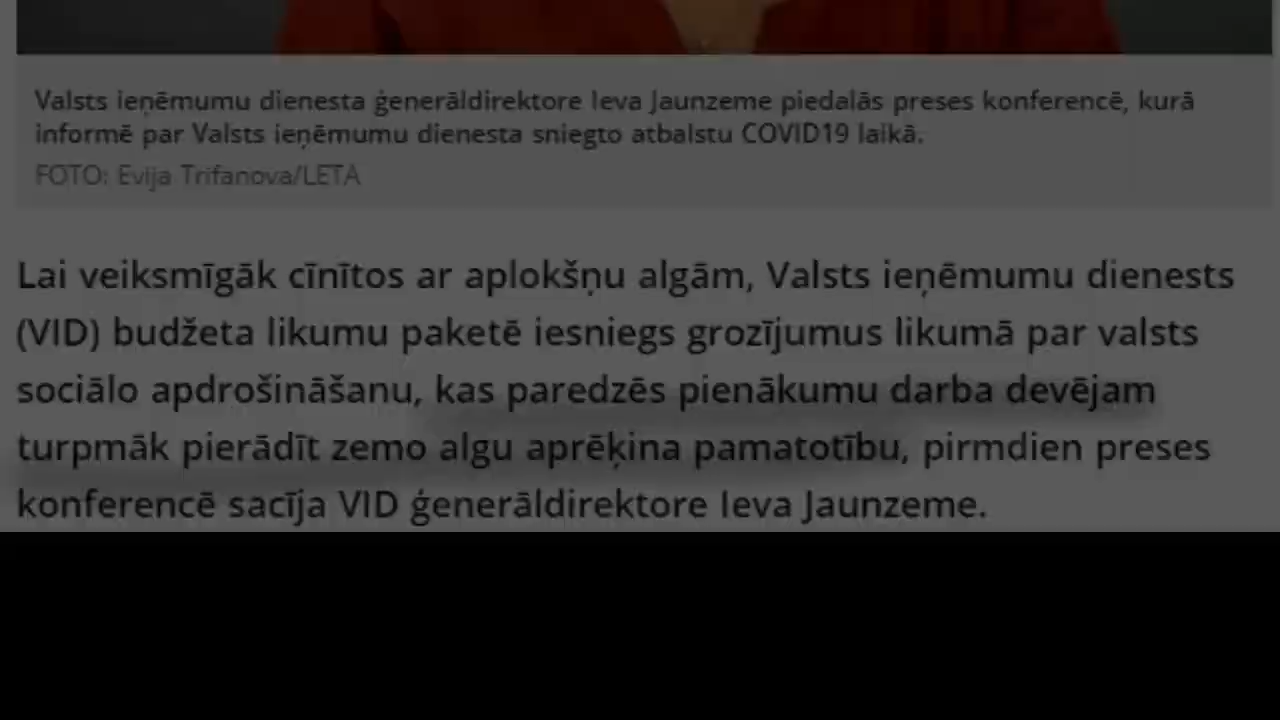 Valsts ieņēmumu dienesta ģenerāldirektore Ieva Jaunzeme piedalās preses konferencē, kurā
informē par Valsts ieņēmumu dienesta sniegto atbalstu COVID19 laikā.
FOTO: Evija Trifanova/LETA
Lai veiksmīgāk cīnītos ar aplokšņu algām, Valsts ieņēmumu dienests
(VID) budžeta likumu paketē iesniegs grozījumus likumā par valsts
sociālo apdrošināšanu, kas paredzēs pienākumu darba devējam
turpmāk pierādīt zemo algu aprēķina pamatotību, pirmdien preses
konferencē sacīja VID ģenerāldirektore Ieva Jaunzeme.